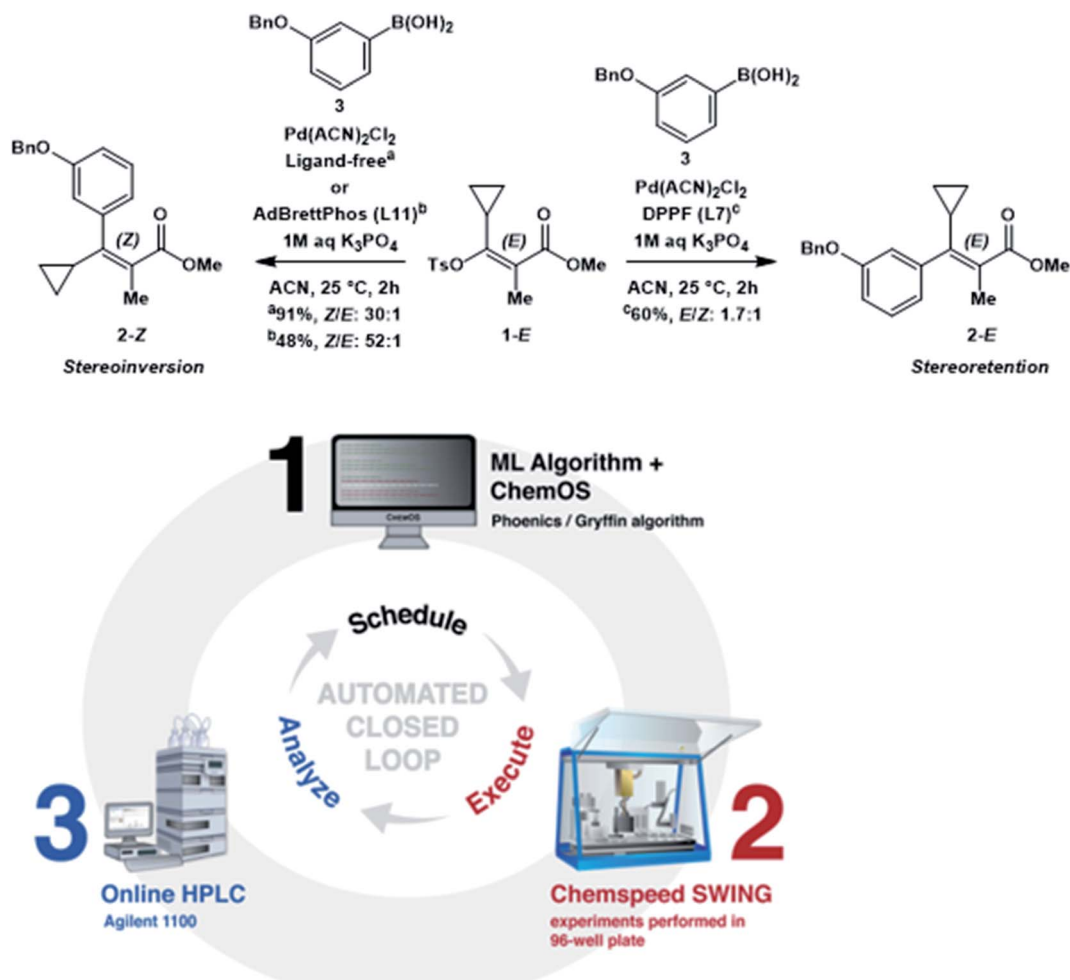 BnO
B(OH)₂
3
Pd(ACN)₂Cl₂
Ligand-freeᵃ
or
AdBrettPhos (L11)ᵇ
1M aq K₃PO₄
ACN, 25 °C, 2h
ᵃ91%, Z/E: 30:1
ᵇ48%, Z/E: 52:1
BnO
(Z)
O
OMe
Me
2-Z
Stereoinversion
TsO
(E)
O
OMe
Me
1-E
BnO
B(OH)₂
3
Pd(ACN)₂Cl₂
DPPF (L7)ᶜ
1M aq K₃PO₄
ACN, 25 °C, 2h
ᶜ60%, E/Z: 1.7:1
BnO
(E)
O
OMe
Me
2-E
Stereoretention
1
ChemOS
ML Algorithm +
ChemOS
Phoenics / Gryffin algorithm
Schedule
AUTOMATED
CLOSED
LOOP
Analyze
Execute
3
Online HPLC
Agilent 1100
2
Chemspeed SWING
experiments performed in
96-well plate